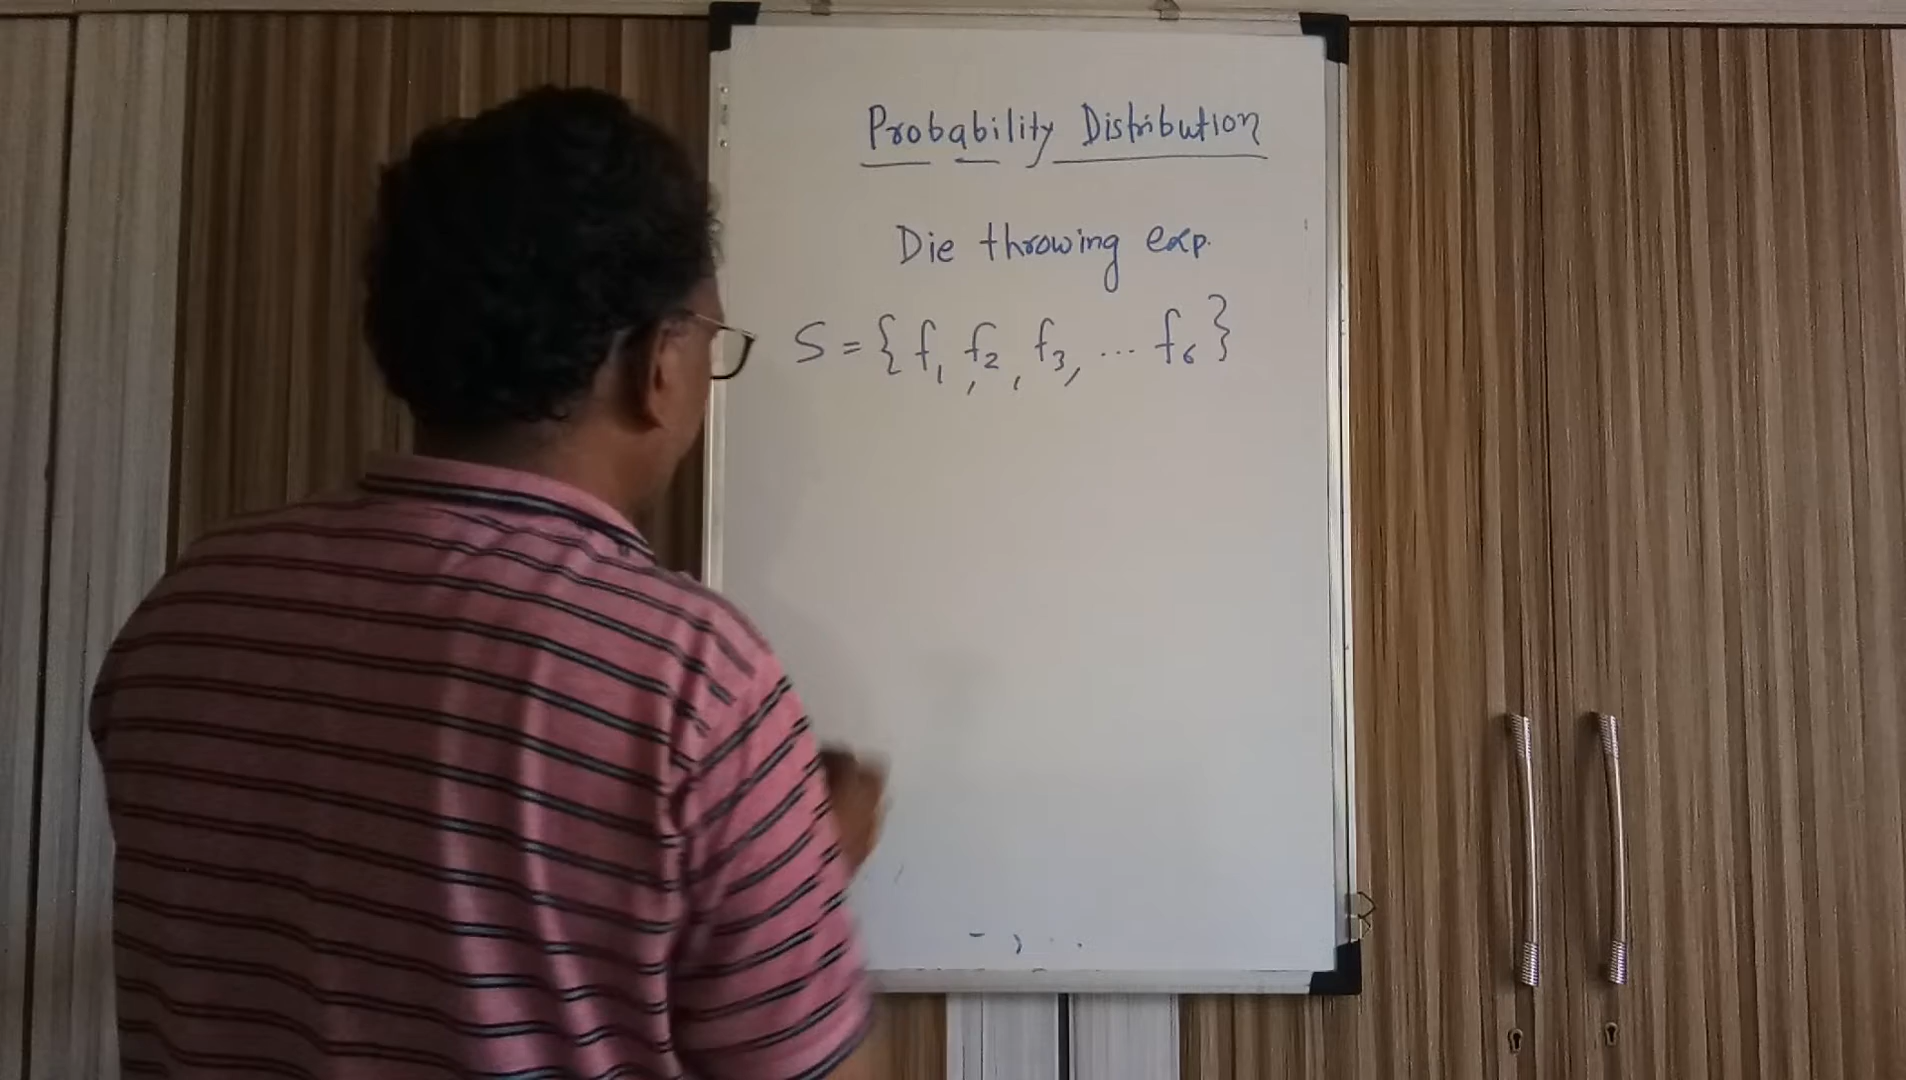 Probability Distribution
Die throwing exp.
S = { f₁, f₂, f₃, ... f₆ }